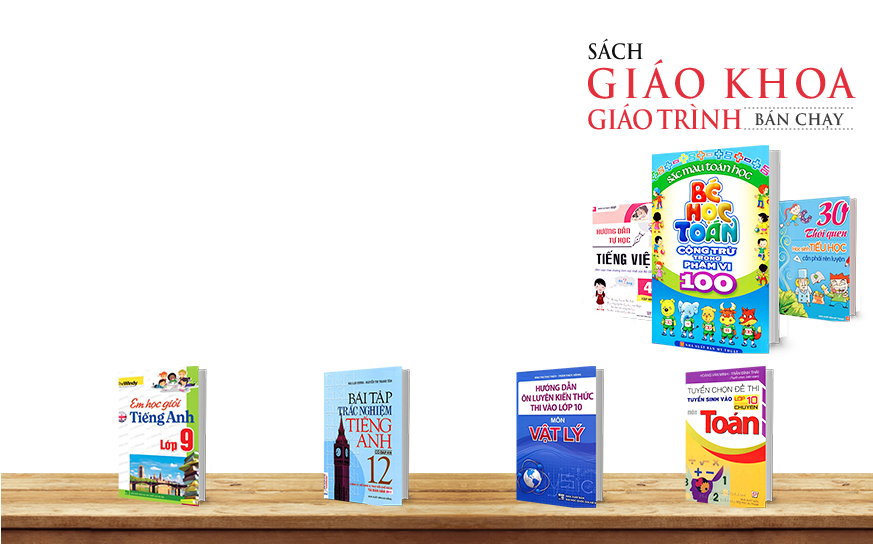 SÁCH
GIÁO KHOA
GIÁO TRÌNH BÁN CHẠY
SẮC MÀU TOÁN HỌC
BÉ
HỌC
TOÁN
CỘNG TRỪ
TRONG
PHẠM VI
100
HƯỚNG DẪN
TỰ HỌC
TIẾNG VIỆ
4
30
Thói quen
HỌC SINH TIỂU HỌC
cần phải rèn luyện
Em học giỏi
Tiếng Anh
Lớp 9
BÀI TẬP
TRẮC NGHIỆM
TIẾNG
ANH
12
HƯỚNG DẪN
ÔN LUYỆN KIẾN THỨC
THI VÀO LỚP 10
MÔN
VẬT LÝ
TUYỂN CHỌN ĐỀ THI
TUYỂN SINH VÀO LỚP 10
CHUYÊN
môn Toán